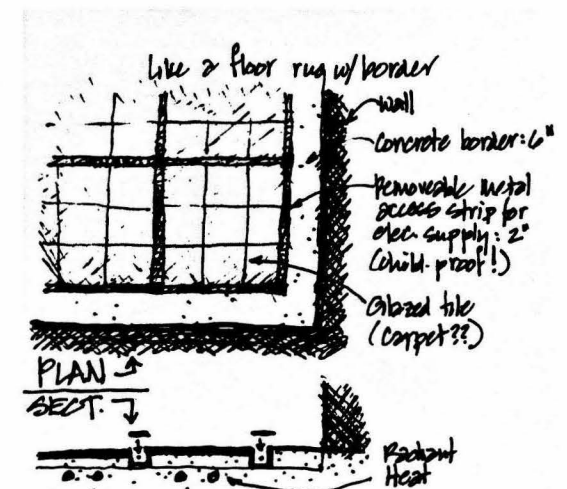 Like a floor rug w/ border
wall
Concrete border: 6"
Removeable metal
access strip for
elec. supply: 2"
(child-proof!)
Glazed tile
(carpet??)
PLAN
SECT.
Radiant
Heat